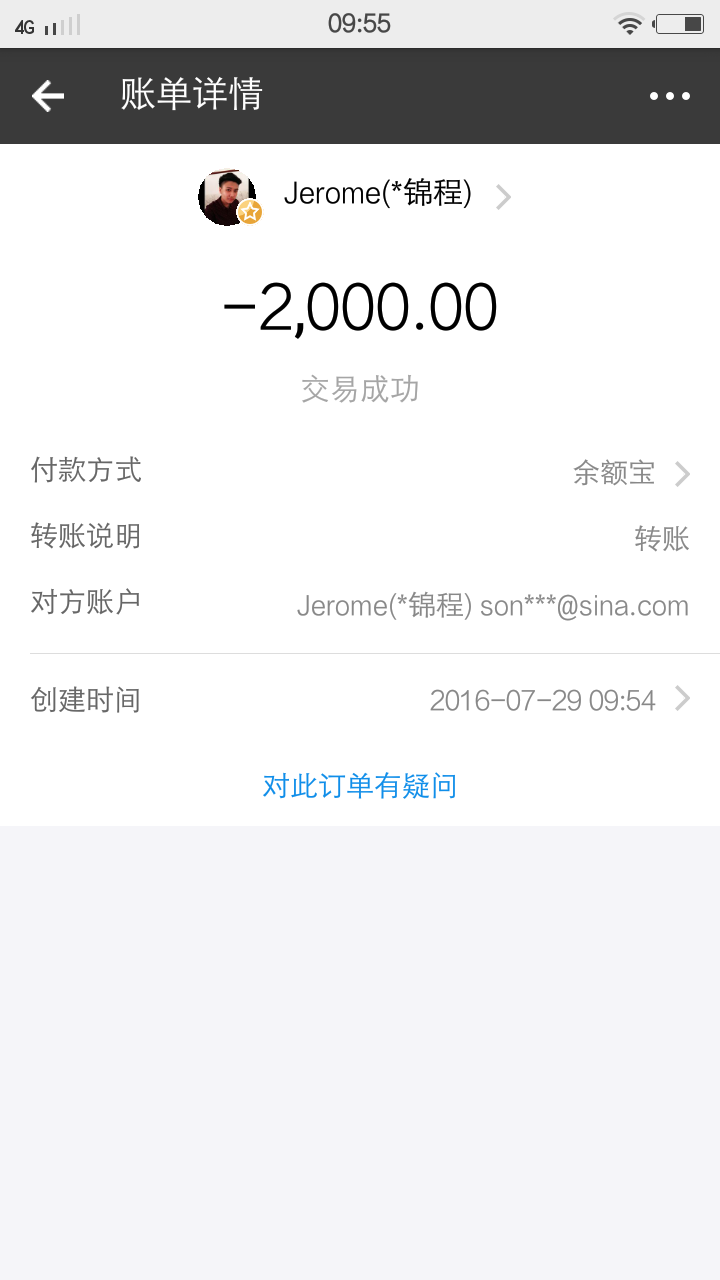 4G 09:55
账单详情
Jerome(*锦程)
-2,000.00
交易成功
付款方式 余额宝
转账说明 转账
对方账户 Jerome(*锦程) son***@sina.com
创建时间 2016-07-29 09:54
对此订单有疑问